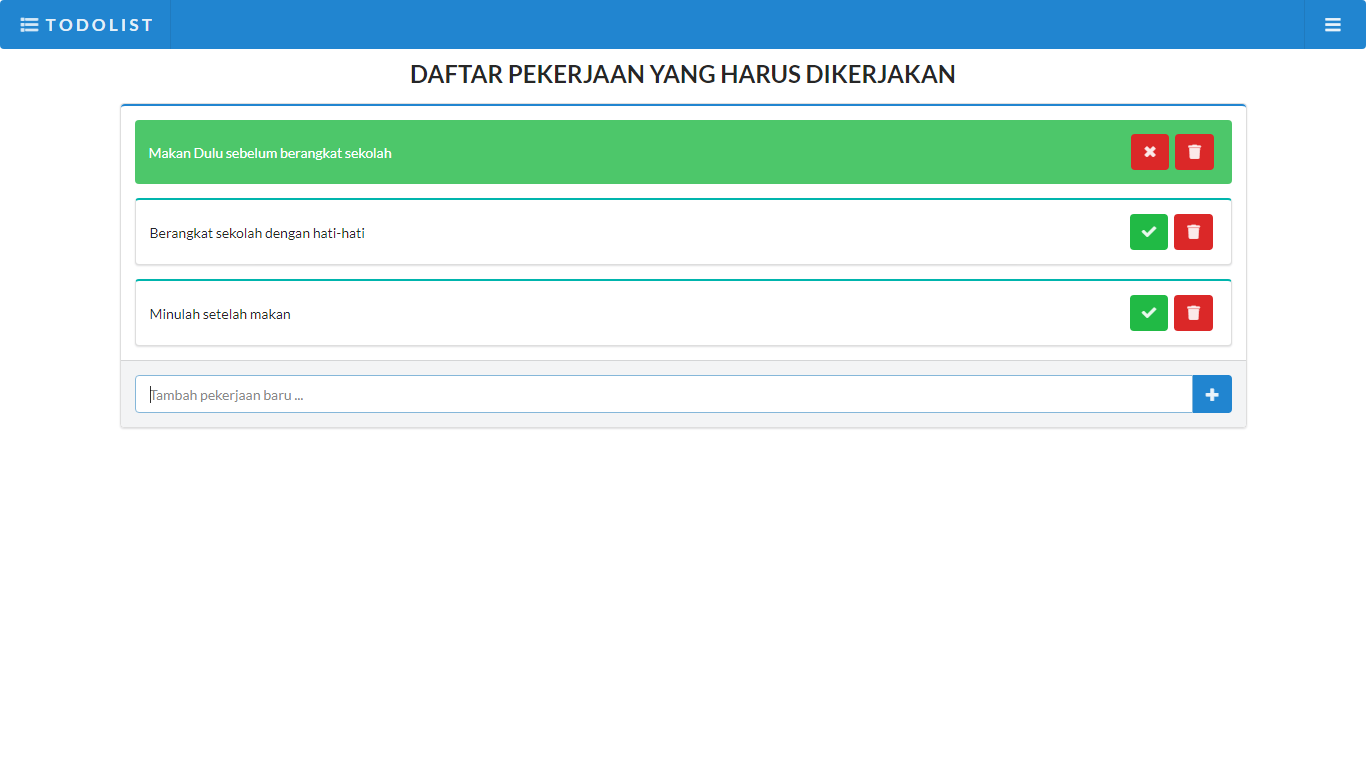 TODOLIST
DAFTAR PEKERJAAN YANG HARUS DIKERJAKAN
Makan Dulu sebelum berangkat sekolah
Berangkat sekolah dengan hati-hati
Minulah setelah makan
Tambah pekerjaan baru ...